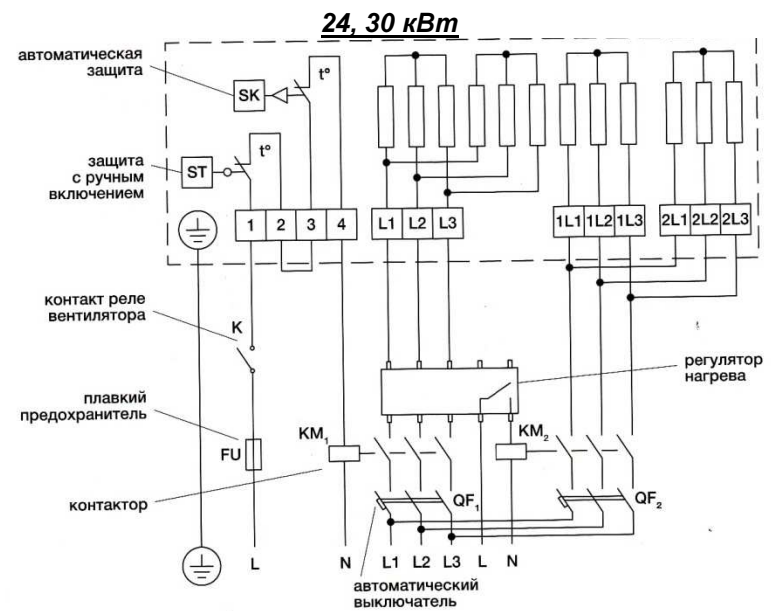 24, 30 кВт
автоматическая
защита
SK
t°
защита
с ручным
включением
ST
t°
1 2 3 4
L1 L2 L3
1L1 1L2 1L3
2L1 2L2 2L3
контакт реле
вентилятора
K
регулятор
нагрева
плавкий
предохранитель
FU
KM1
KM2
контактор
QF1
QF2
L N L1 L2 L3 L N
автоматический
выключатель